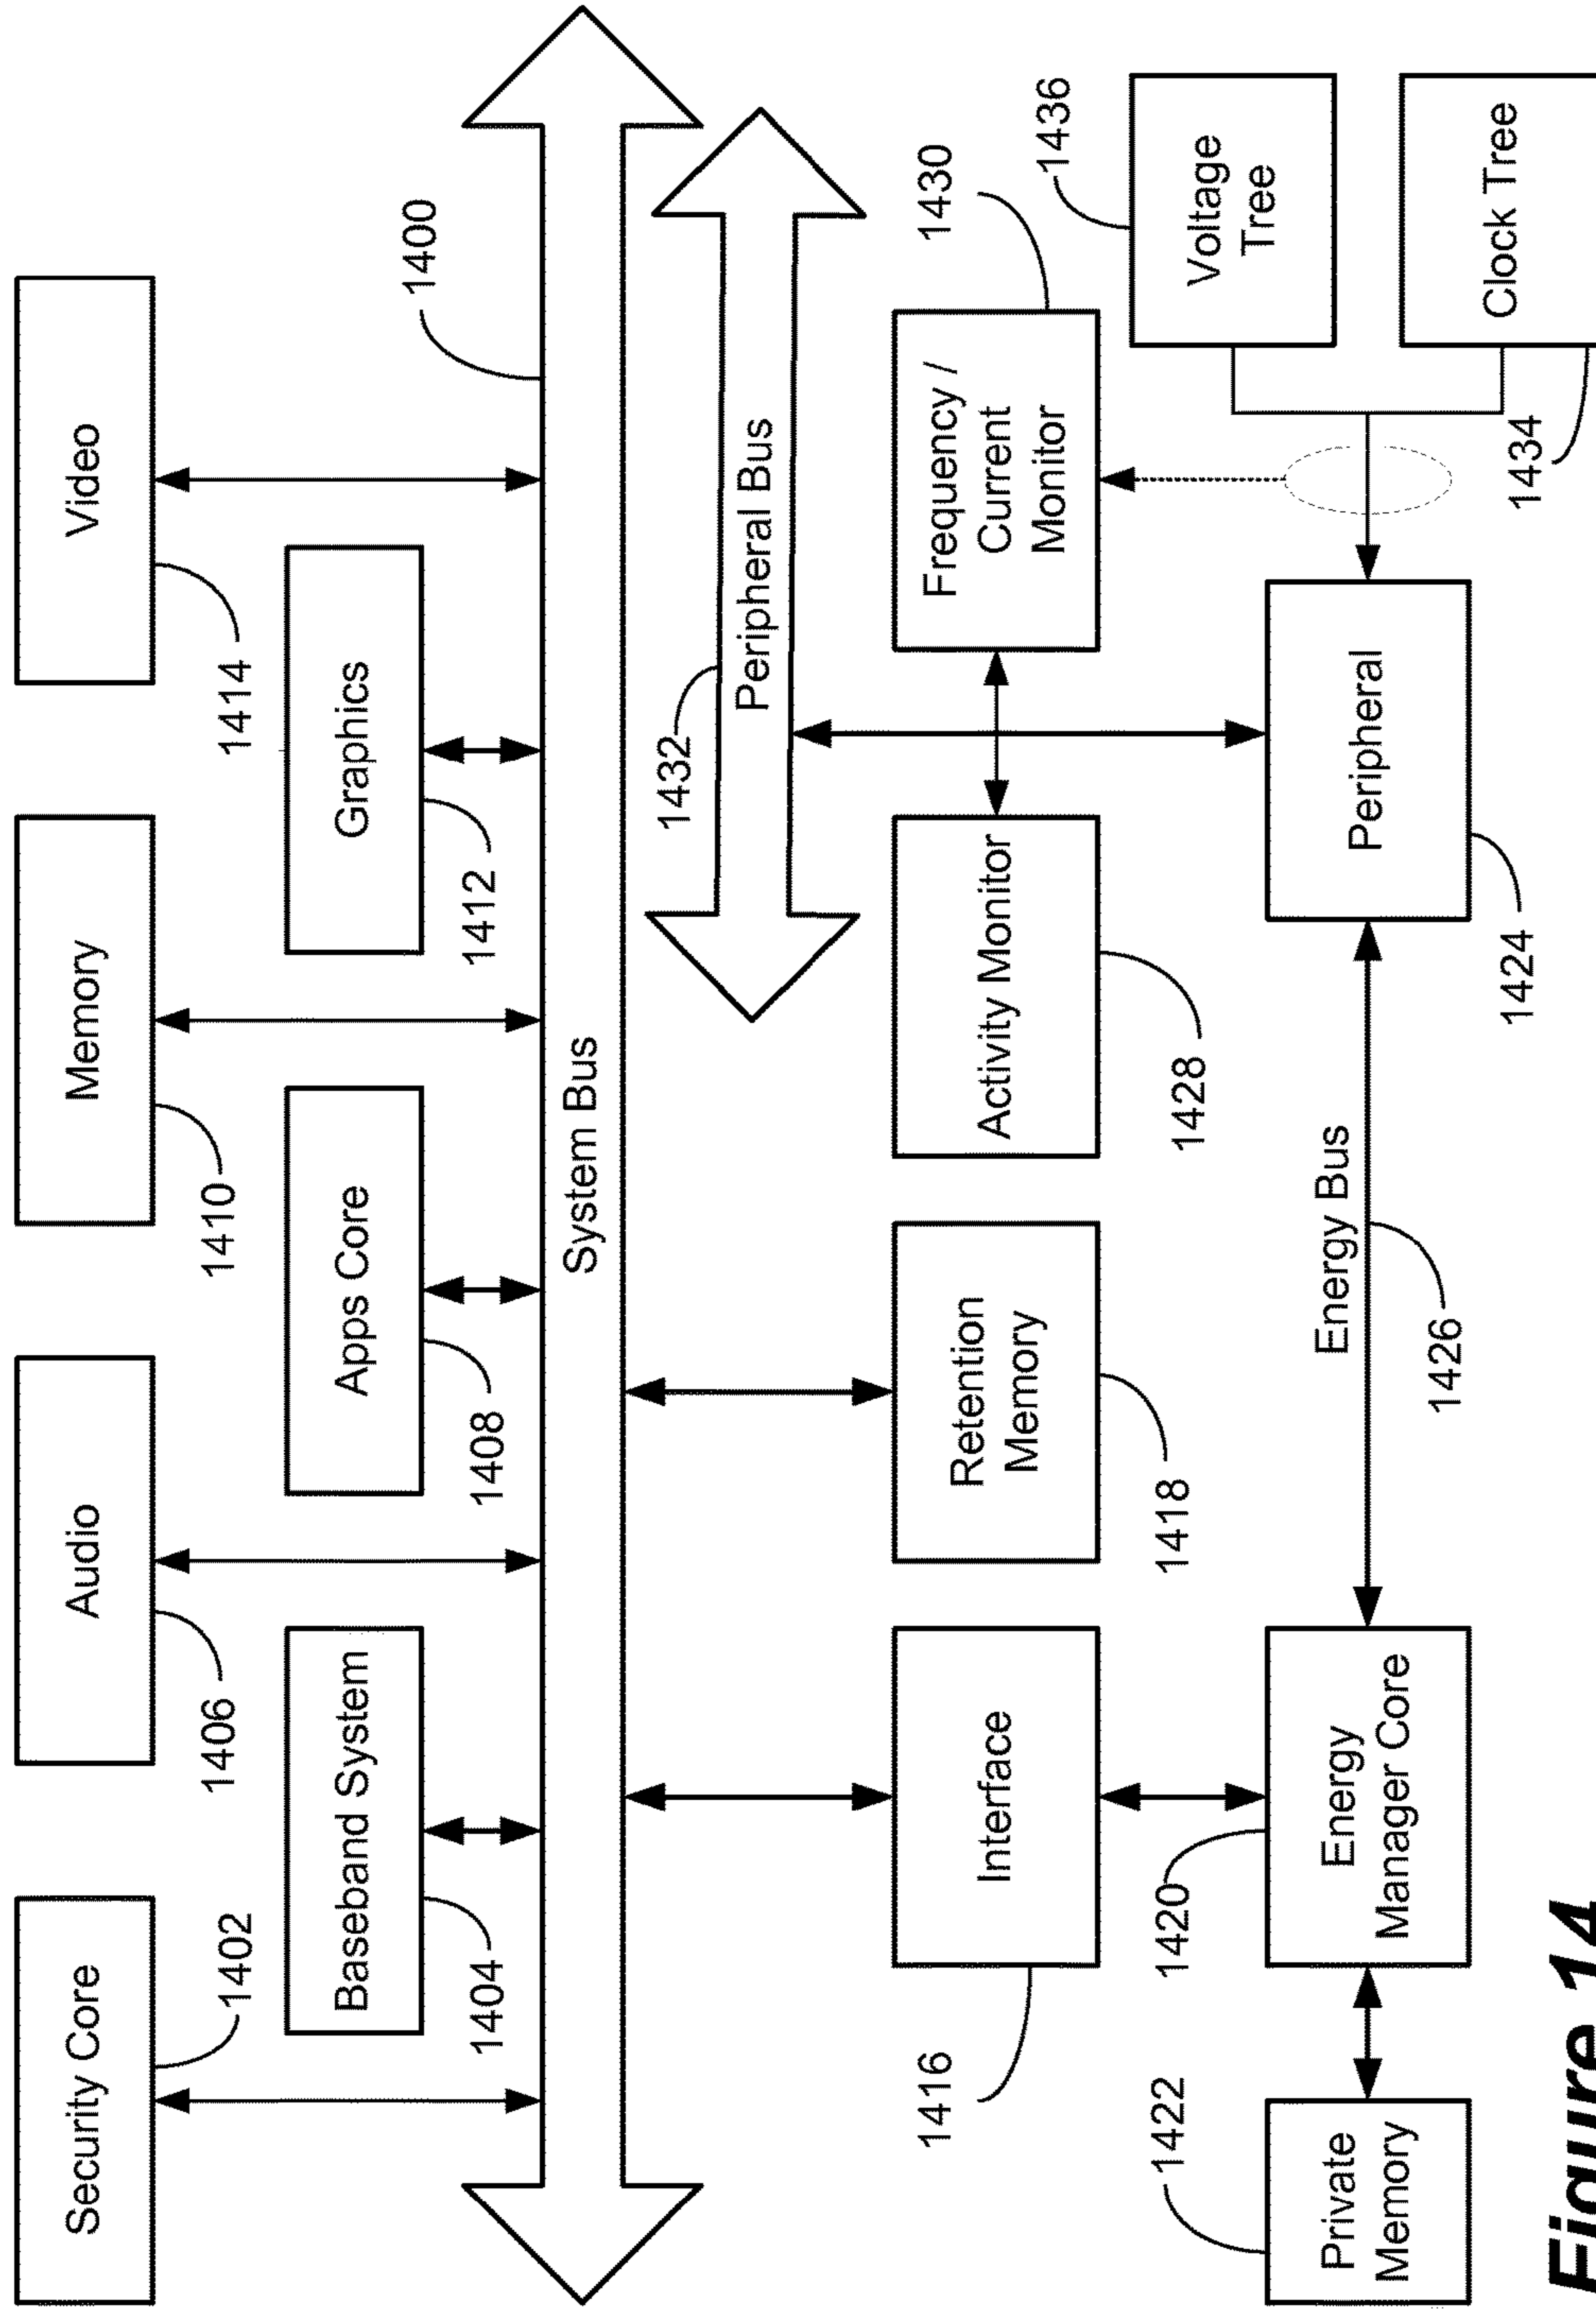 Security Core
1402
Audio
1406
Memory
1410
Video
1414
Baseband System
1404
Apps Core
1408
Graphics
1412
1400
System Bus
1432
Peripheral Bus
1416
Interface
Retention
Memory
1418
Activity Monitor
1428
Frequency /
Current
Monitor
1430
1436
Voltage
Tree
1422
Private
Memory
1420
Energy
Manager Core
Energy Bus
1426
Peripheral
1424
1434
Clock Tree
Figure 14